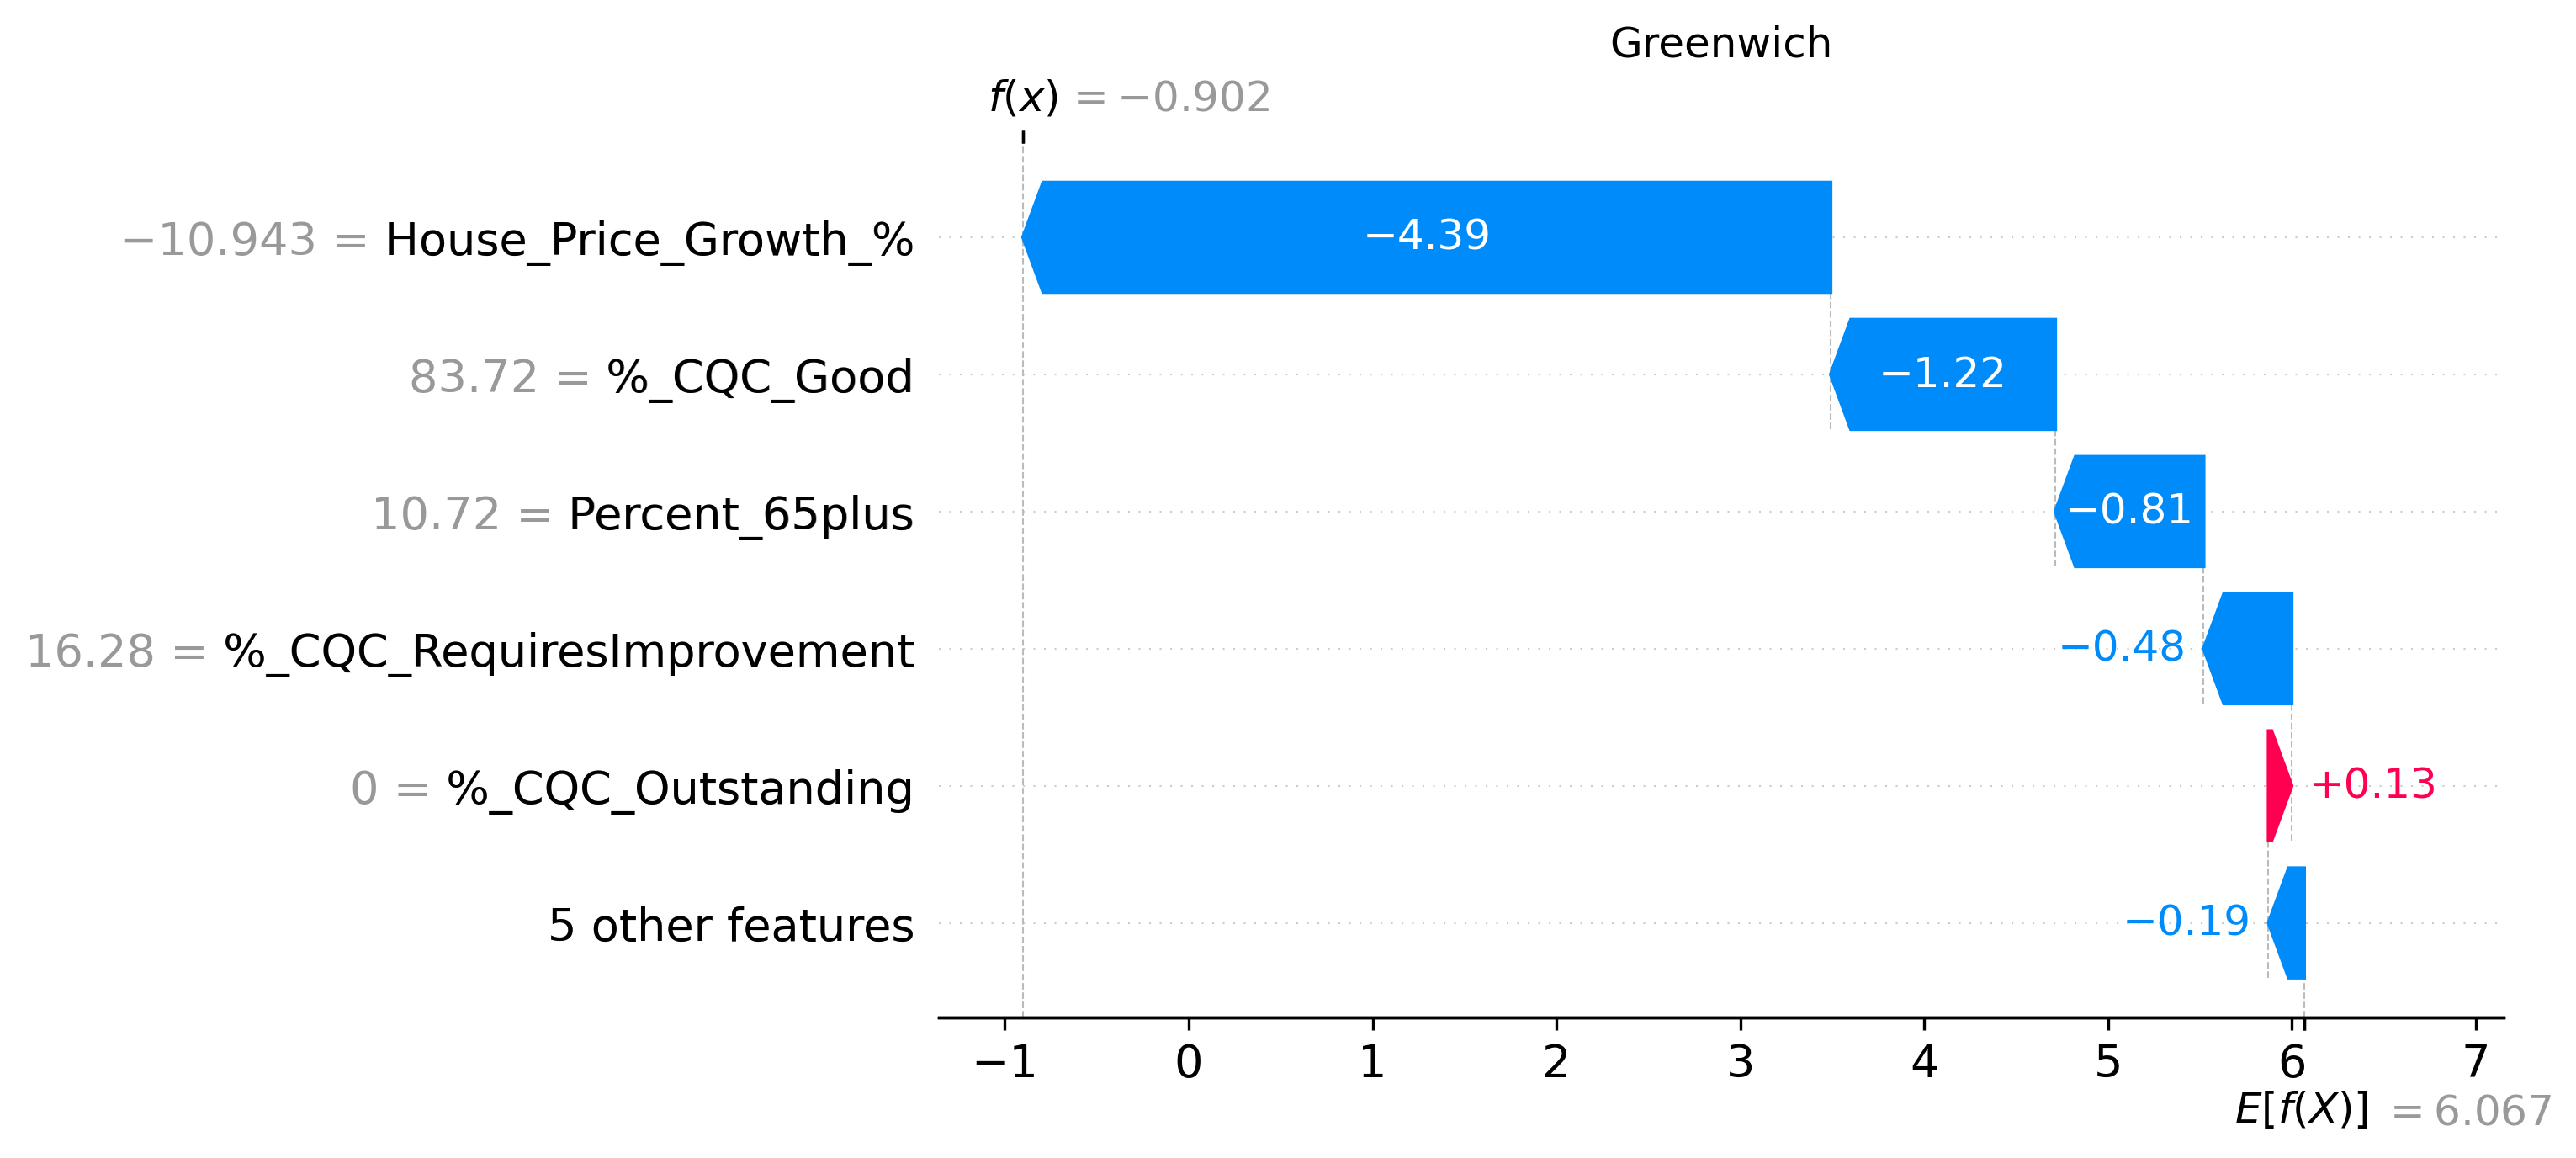 Greenwich
f(x) = −0.902
−10.943 = House_Price_Growth_%
−4.39
83.72 = %_CQC_Good
−1.22
10.72 = Percent_65plus
−0.81
16.28 = %_CQC_RequiresImprovement
−0.48
0 = %_CQC_Outstanding
+0.13
5 other features
−0.19
−1 0 1 2 3 4 5 6 7
E[f(X)] = 6.067